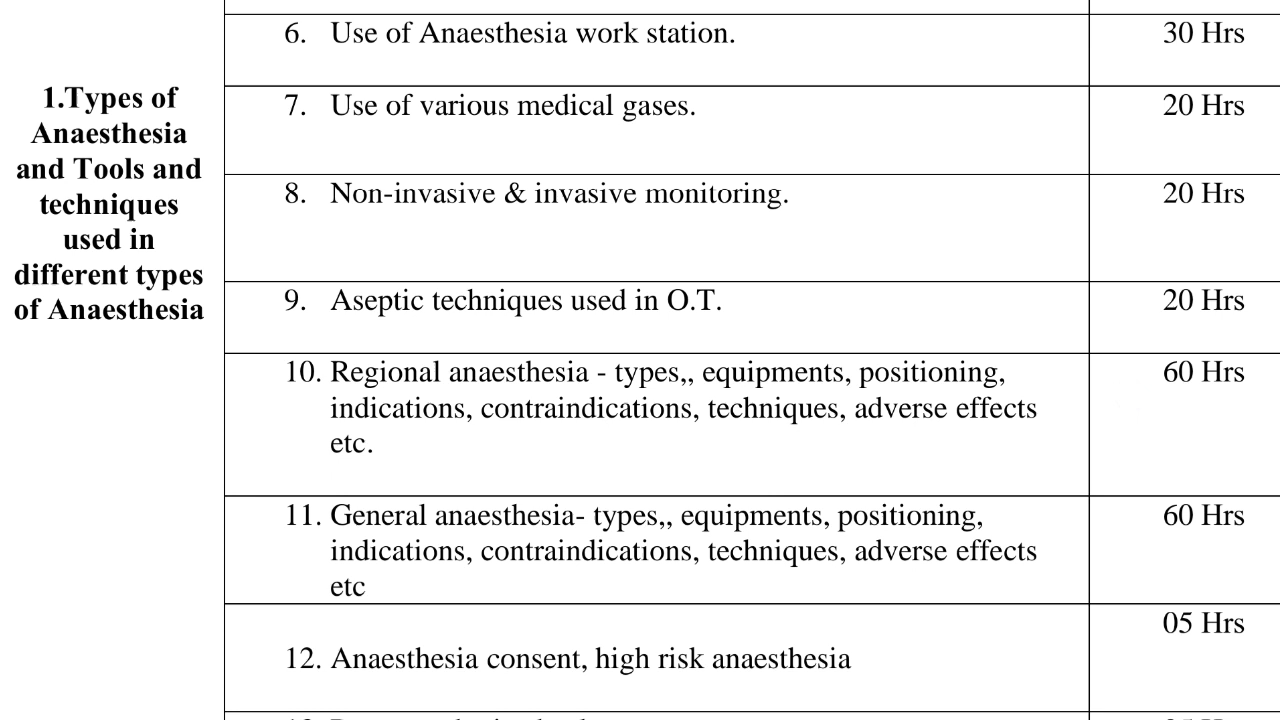 1.Types of
Anaesthesia
and Tools and
techniques
used in
different types
of Anaesthesia
6. Use of Anaesthesia work station.
30 Hrs
7. Use of various medical gases.
20 Hrs
8. Non-invasive & invasive monitoring.
20 Hrs
9. Aseptic techniques used in O.T.
20 Hrs
10. Regional anaesthesia - types,, equipments, positioning,
indications, contraindications, techniques, adverse effects
etc.
60 Hrs
11. General anaesthesia- types,, equipments, positioning,
indications, contraindications, techniques, adverse effects
etc
60 Hrs
12. Anaesthesia consent, high risk anaesthesia
05 Hrs